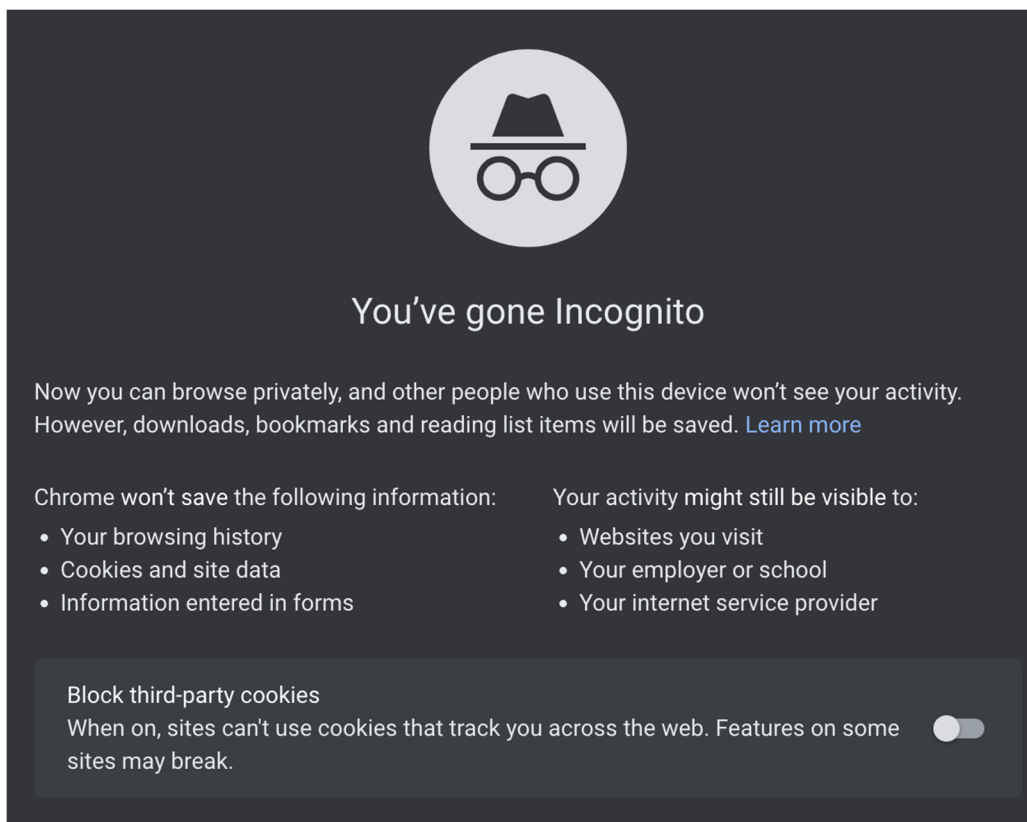 You’ve gone Incognito
Now you can browse privately, and other people who use this device won’t see your activity.
However, downloads, bookmarks and reading list items will be saved. Learn more
Chrome won’t save the following information:
• Your browsing history
• Cookies and site data
• Information entered in forms
Your activity might still be visible to:
• Websites you visit
• Your employer or school
• Your internet service provider
Block third-party cookies
When on, sites can't use cookies that track you across the web. Features on some
sites may break.